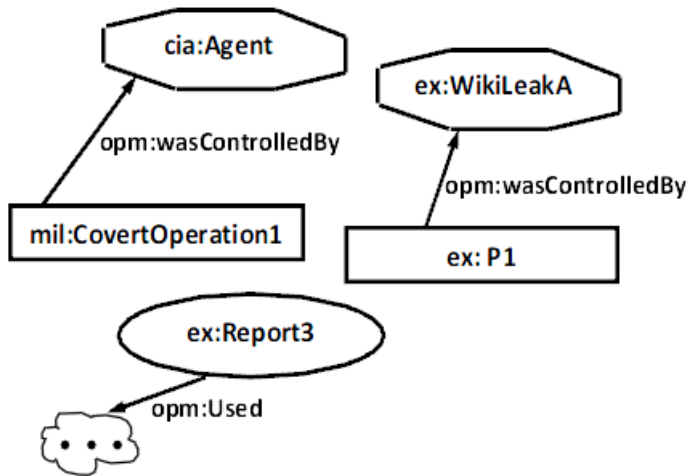 cia:Agent
ex:WikiLeakA
opm:wasControlledBy
opm:wasControlledBy
mil:CovertOperation1
ex: P1
ex:Report3
opm:Used